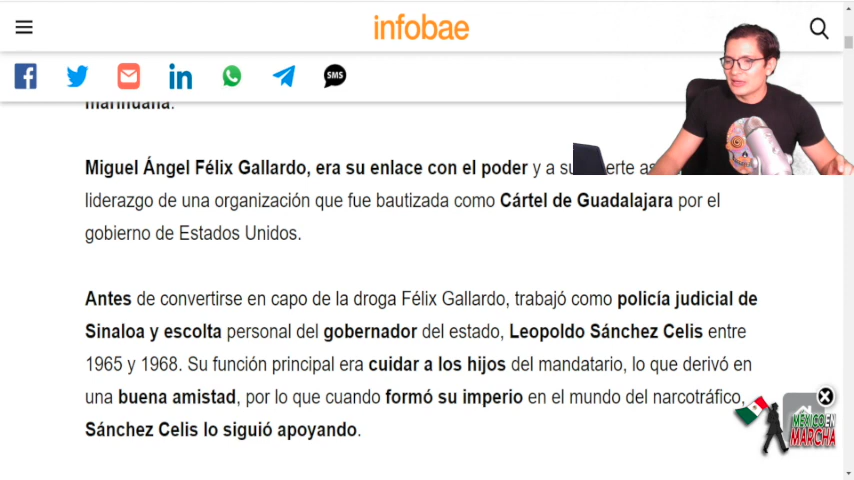 infobae
SMS
marihuana.
Miguel Ángel Félix Gallardo, era su enlace con el poder y a su
liderazgo de una organización que fue bautizada como Cártel de Guadalajara por el
gobierno de Estados Unidos.
Antes de convertirse en capo de la droga Félix Gallardo, trabajó como policía judicial de
Sinaloa y escolta personal del gobernador del estado, Leopoldo Sánchez Celis entre
1965 y 1968. Su función principal era cuidar a los hijos del mandatario, lo que derivó en
una buena amistad, por lo que cuando formó su imperio en el mundo del narcotráfico,
Sánchez Celis lo siguió apoyando.
MÉXICO EN
MARCHA